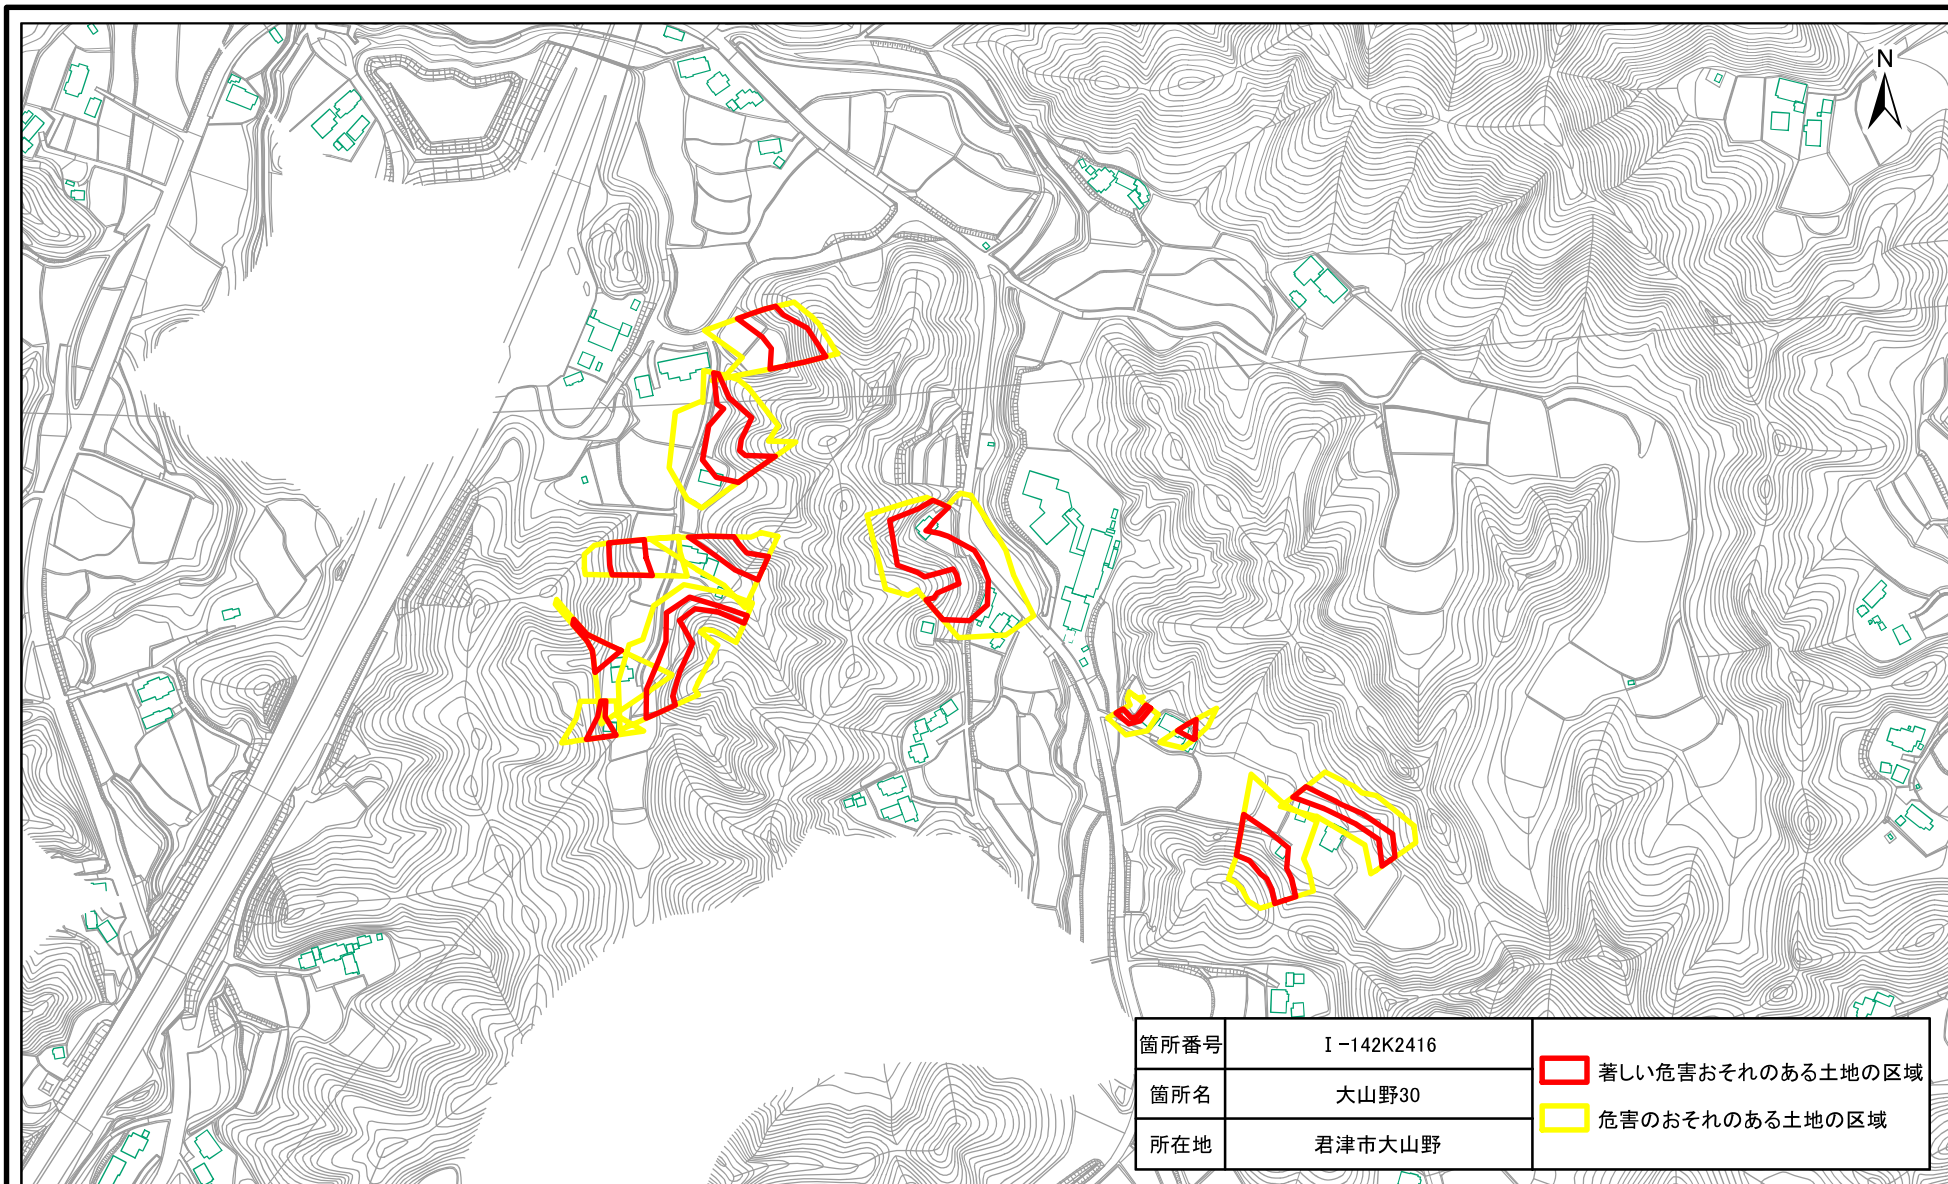 N
箇所番号
Ⅰ-142K2416
箇所名
大山野30
所在地
君津市大山野
著しい危害おそれのある土地の区域
危害のおそれのある土地の区域